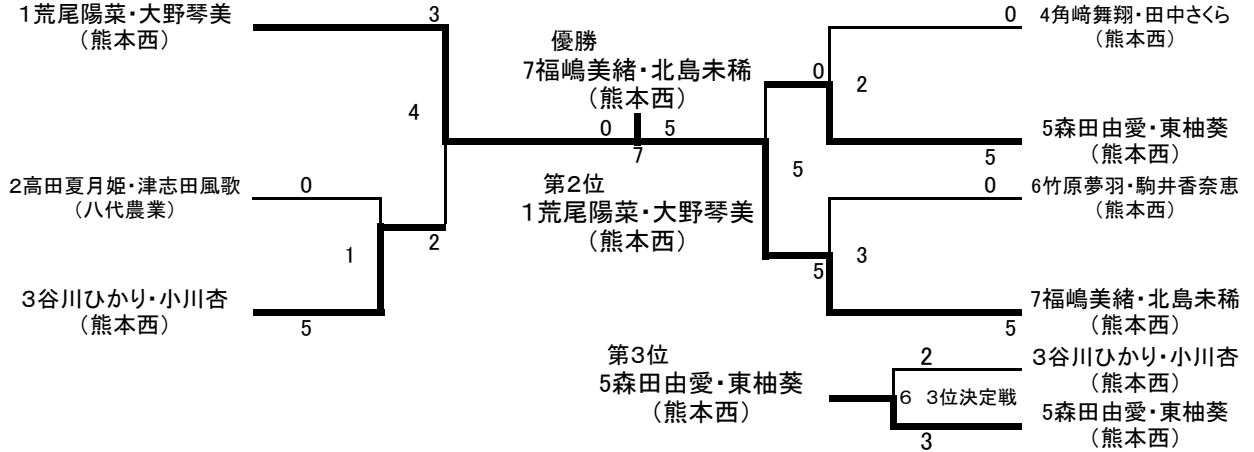 1荒尾陽菜・大野琴美
（熊本西）
3
4
2高田夏月姫・津志田風歌
（八代農業）
0
2
1
3谷川ひかり・小川杏
（熊本西）
5
優勝
7福嶋美緒・北島未稀
（熊本西）
0
5
7
第2位
1荒尾陽菜・大野琴美
（熊本西）
0
4角﨑舞翔・田中さくら
（熊本西）
0
2
5森田由愛・東柚葵
（熊本西）
5
5
0
6竹原夢羽・駒井香奈恵
（熊本西）
3
5
7福嶋美緒・北島未稀
（熊本西）
5
第3位
5森田由愛・東柚葵
（熊本西）
2
3谷川ひかり・小川杏
（熊本西）
6 3位決定戦
5森田由愛・東柚葵
（熊本西）
3